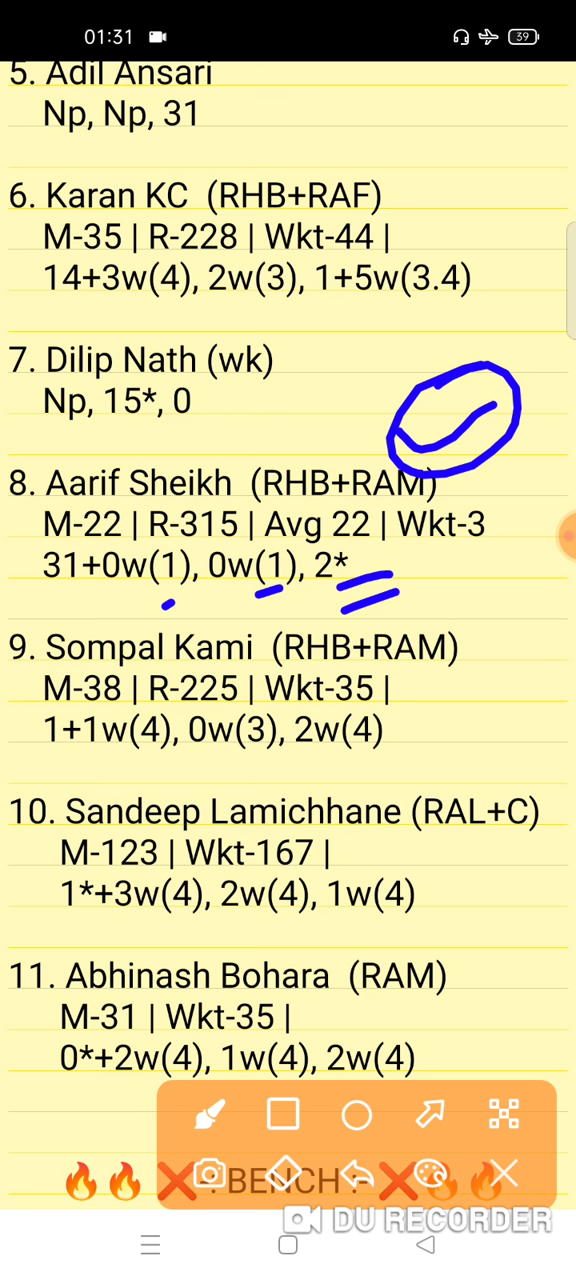 01:31
39
5. Adil Ansari
Np, Np, 31
6. Karan KC (RHB+RAF)
M-35 | R-228 | Wkt-44 |
14+3w(4), 2w(3), 1+5w(3.4)
7. Dilip Nath (wk)
Np, 15*, 0
8. Aarif Sheikh (RHB+RAM)
M-22 | R-315 | Avg 22 | Wkt-3
31+0w(1), 0w(1), 2*
9. Sompal Kami (RHB+RAM)
M-38 | R-225 | Wkt-35 |
1+1w(4), 0w(3), 2w(4)
10. Sandeep Lamichhane (RAL+C)
M-123 | Wkt-167 |
1*+3w(4), 2w(4), 1w(4)
11. Abhinash Bohara (RAM)
M-31 | Wkt-35 |
0*+2w(4), 1w(4), 2w(4)
🔥🔥❌-: BENCH :-❌🔥🔥
DU RECORDER